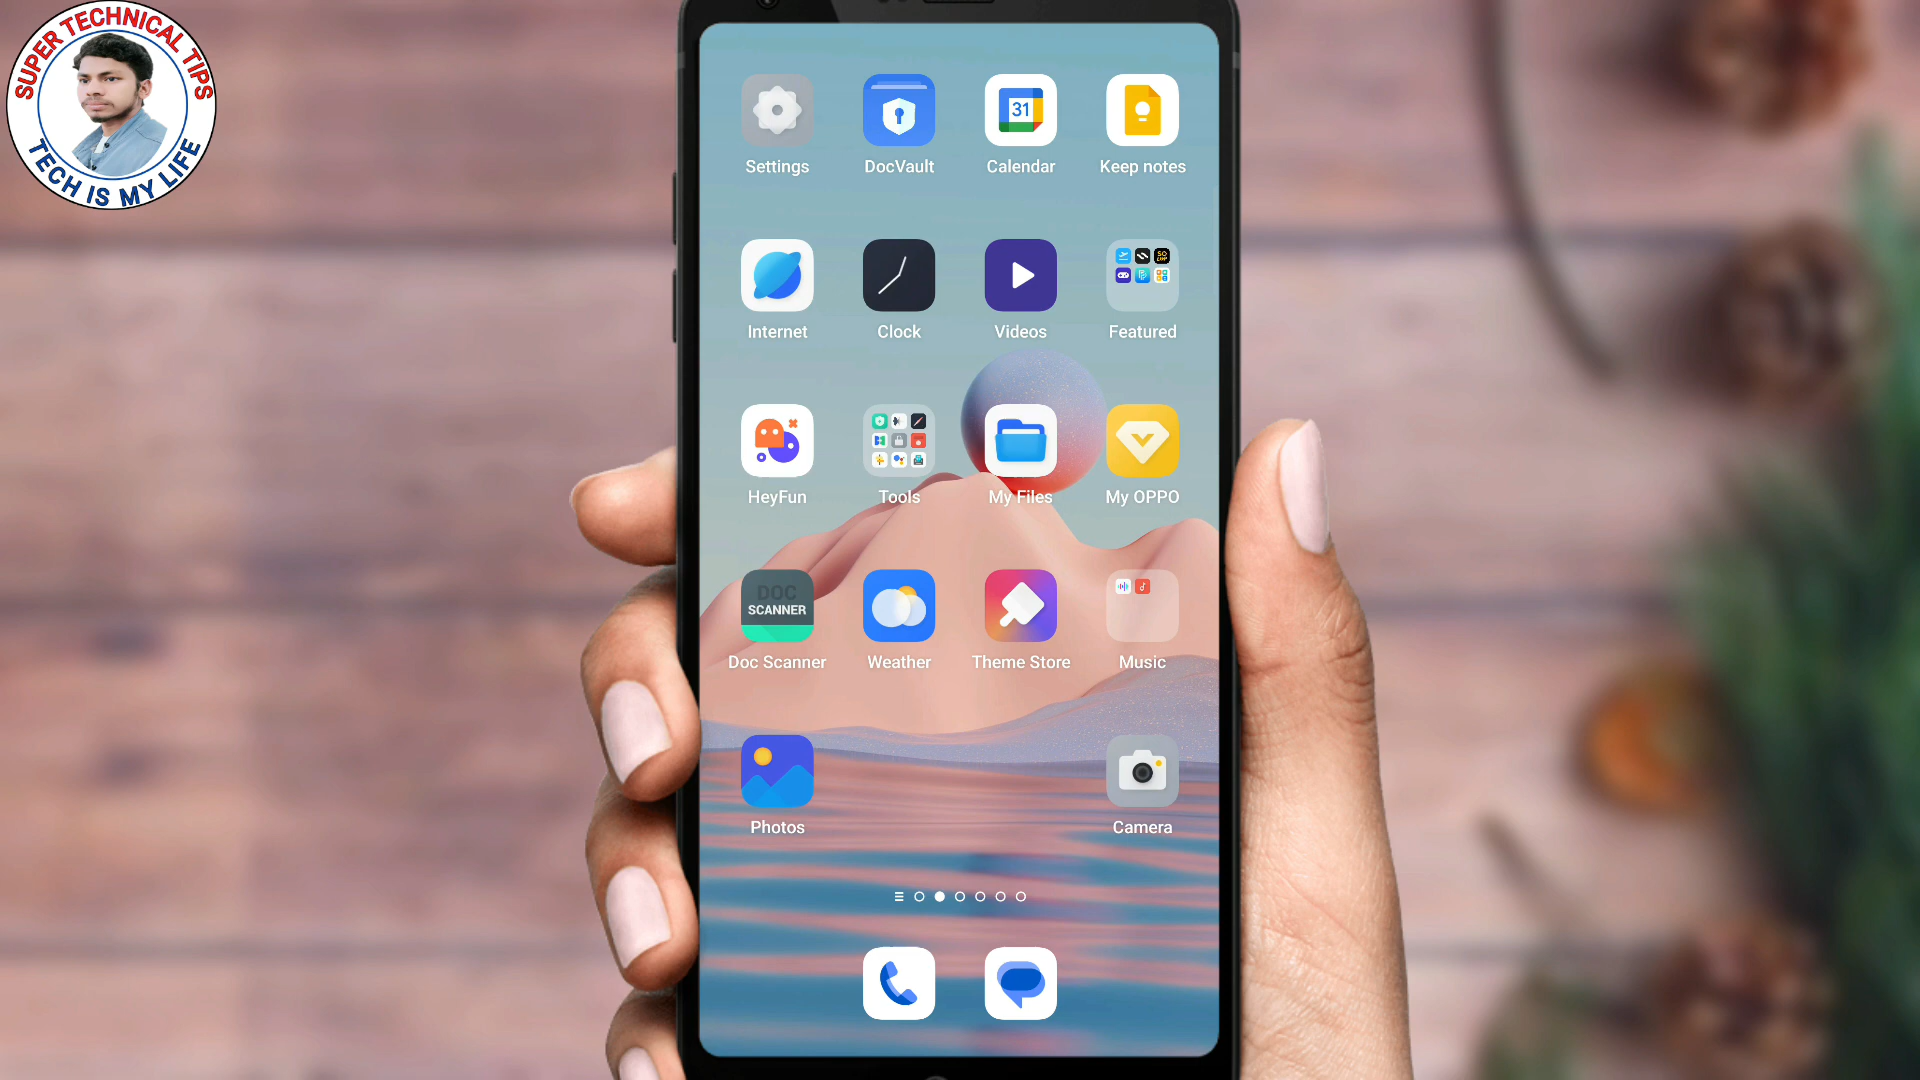 SUPER TECHNICAL TIPS
TECH IS MY LIFE
Settings
DocVault
31
Calendar
Keep notes
Internet
Clock
Videos
Featured
HeyFun
Tools
My Files
My OPPO
DOC
SCANNER
Doc Scanner
Weather
Theme Store
Music
Photos
Camera